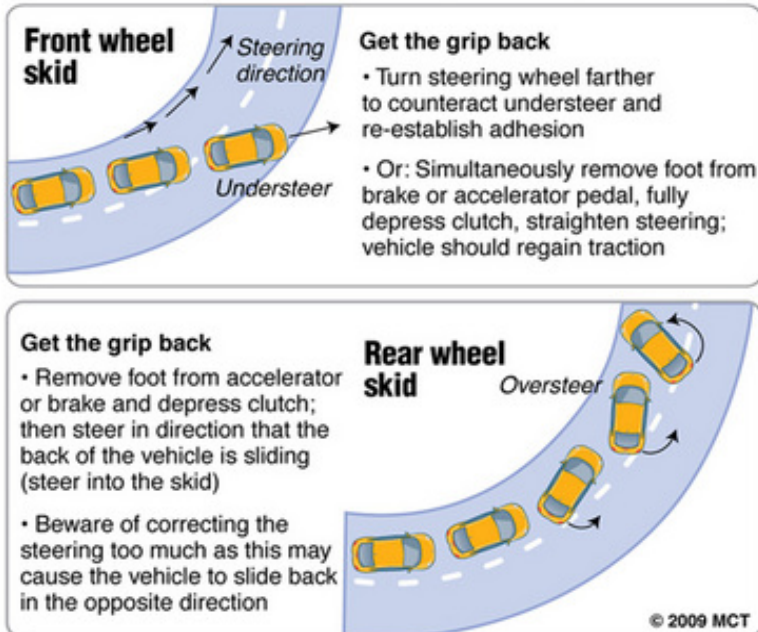 Front wheel
skid
Steering
direction
Understeer
Get the grip back
• Turn steering wheel farther
to counteract understeer and
re-establish adhesion
• Or: Simultaneously remove foot from
brake or accelerator pedal, fully
depress clutch, straighten steering;
vehicle should regain traction
Get the grip back
• Remove foot from accelerator
or brake and depress clutch;
then steer in direction that the
back of the vehicle is sliding
(steer into the skid)
• Beware of correcting the
steering too much as this may
cause the vehicle to slide back
in the opposite direction
Rear wheel
skid
Oversteer
© 2009 MCT